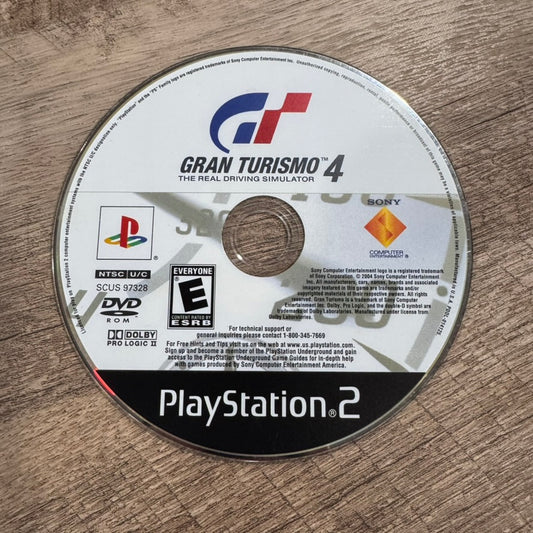 GT
GRAN TURISMO™ 4
THE REAL DRIVING SIMULATOR
SONY
COMPUTER
ENTERTAINMENT®
NTSC U/C
SCUS 97328
DVD
ROM
DOLBY
PRO LOGIC II
EVERYONE
E
CONTENT RATED BY
ESRB
Sony Computer Entertainment logo is a registered trademark
of Sony Corporation. © 2004 Sony Computer Entertainment
Inc. All manufacturers, cars, names, brands and associated
imagery featured in this game are trademarks and/or
copyrighted materials of their respective owners. All rights
reserved. Gran Turismo is a trademark of Sony Computer
Entertainment Inc. Dolby, Pro Logic, and the double-D symbol are
trademarks of Dolby Laboratories. Manufactured under license from
Dolby Laboratories.
For technical support or
general inquiries please contact 1-800-345-7669
For Free Hints and Tips visit us on the web at www.us.playstation.com.
Sign up and become a member of the PlayStation Underground and gain
access to the PlayStation Underground Game Guides for in-depth help
with games produced by Sony Computer Entertainment America.
PlayStation®2